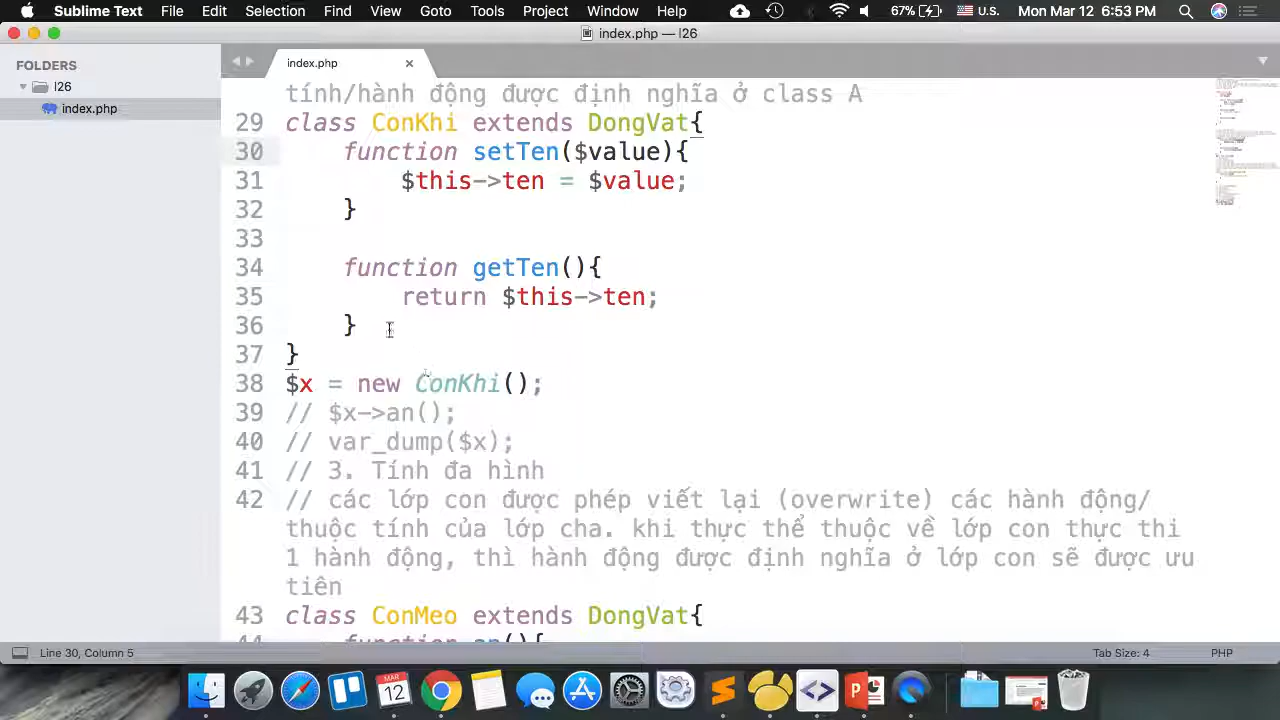 Sublime Text File Edit Selection Find View Goto Tools Project Window Help 67% U.S. Mon Mar 12 6:53 PM
index.php — l26
FOLDERS
l26
index.php
index.php
tính/hành động được định nghĩa ở class A
29 class ConKhi extends DongVat{
30 function setTen($value){
31 $this->ten = $value;
32 }
33
34 function getTen(){
35 return $this->ten;
36 }
37 }
38 $x = new ConKhi();
39 // $x->an();
40 // var_dump($x);
41 // 3. Tính đa hình
42 // các lớp con được phép viết lại (overwrite) các hành động/
thuộc tính của lớp cha. khi thực thể thuộc về lớp con thực thi
1 hành động, thì hành động được định nghĩa ở lớp con sẽ được ưu
tiên
43 class ConMeo extends DongVat{
44 function an(){
Line 30, Column 5 Tab Size: 4 PHP
MAR
12